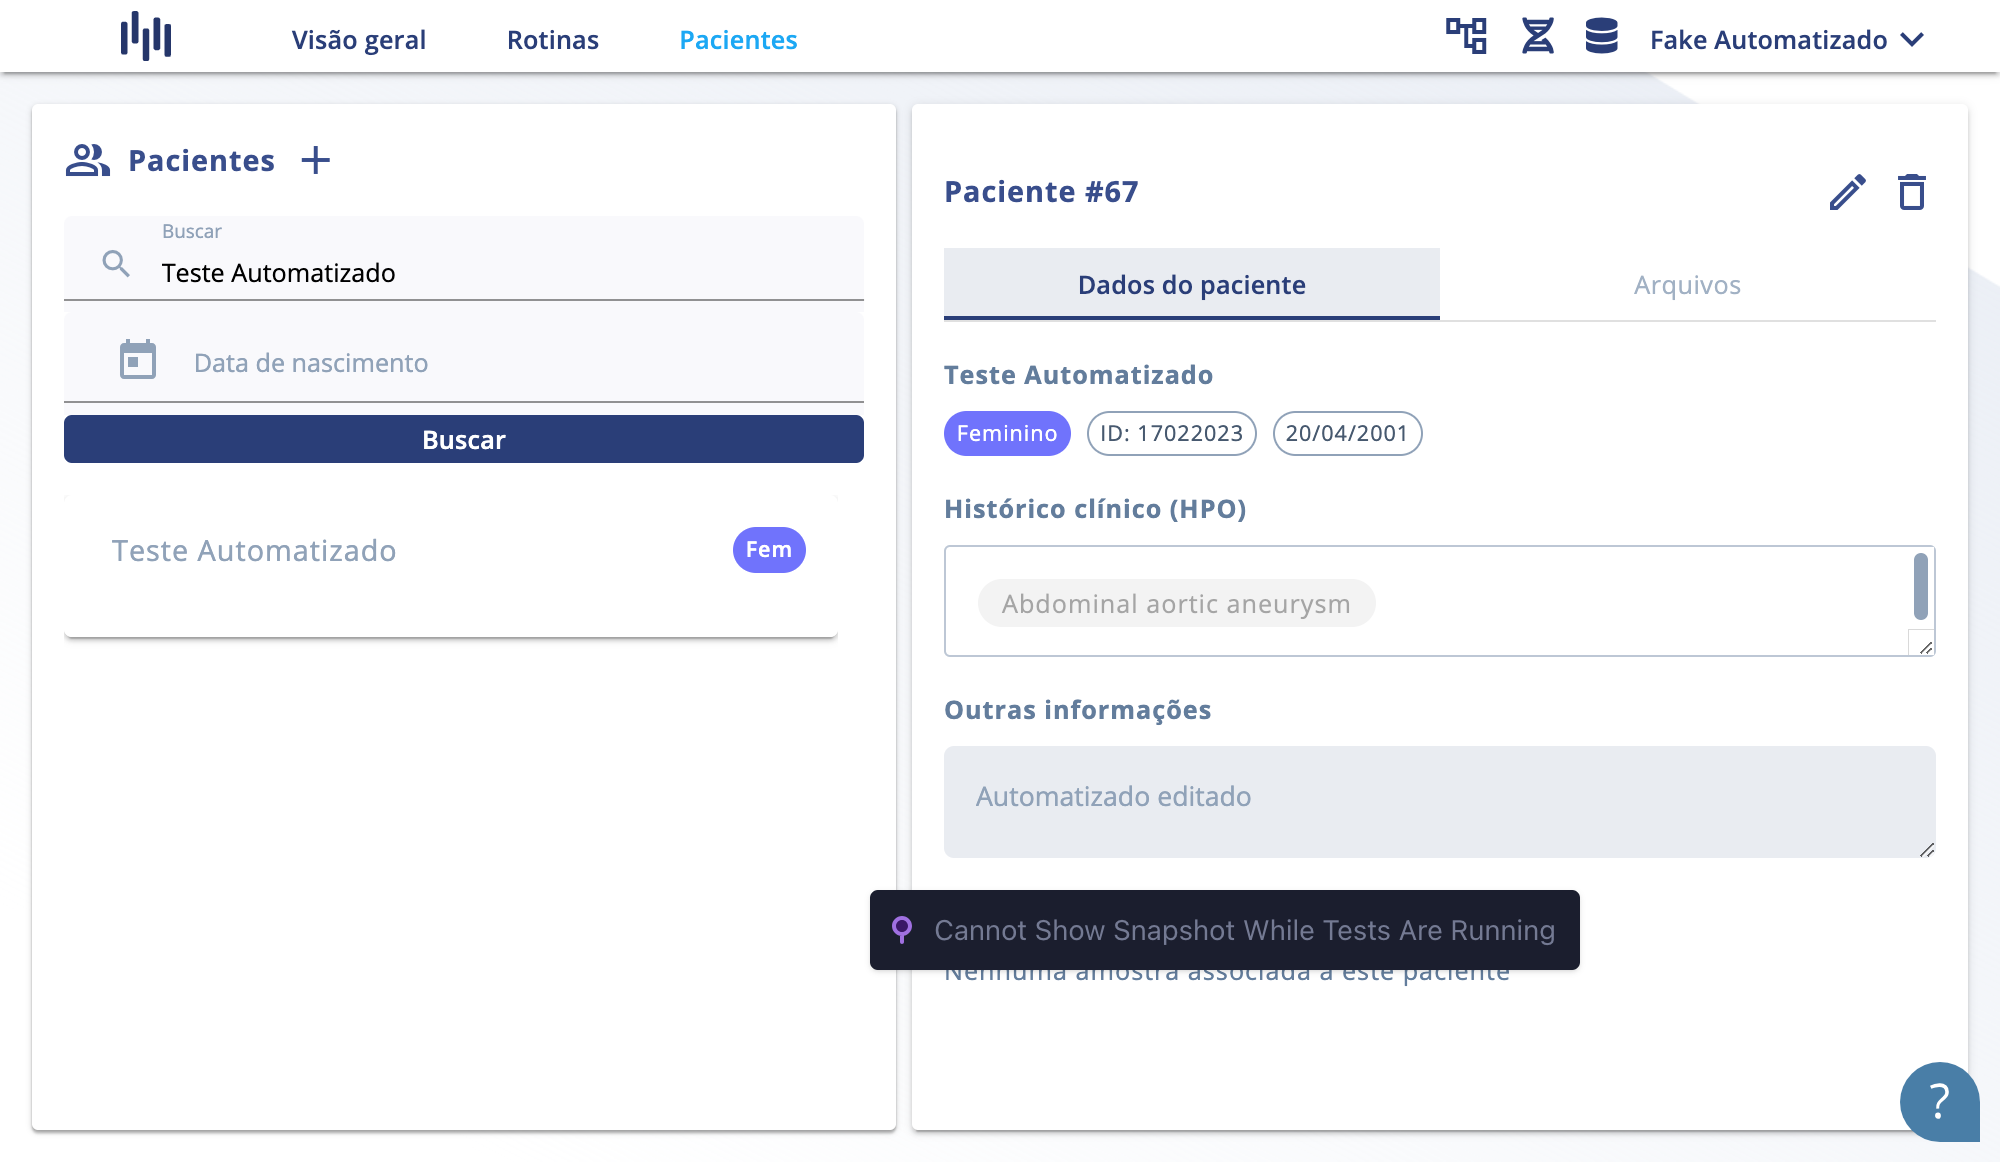 Visão geral
Rotinas
Pacientes
Fake Automatizado
Pacientes
Buscar
Teste Automatizado
Data de nascimento
Buscar
Teste Automatizado
Fem
Paciente #67
Dados do paciente
Arquivos
Teste Automatizado
Feminino
ID: 17022023
20/04/2001
Histórico clínico (HPO)
Abdominal aortic aneurysm
Outras informações
Automatizado editado
Cannot Show Snapshot While Tests Are Running
Nenhuma amostra associada a este paciente
?